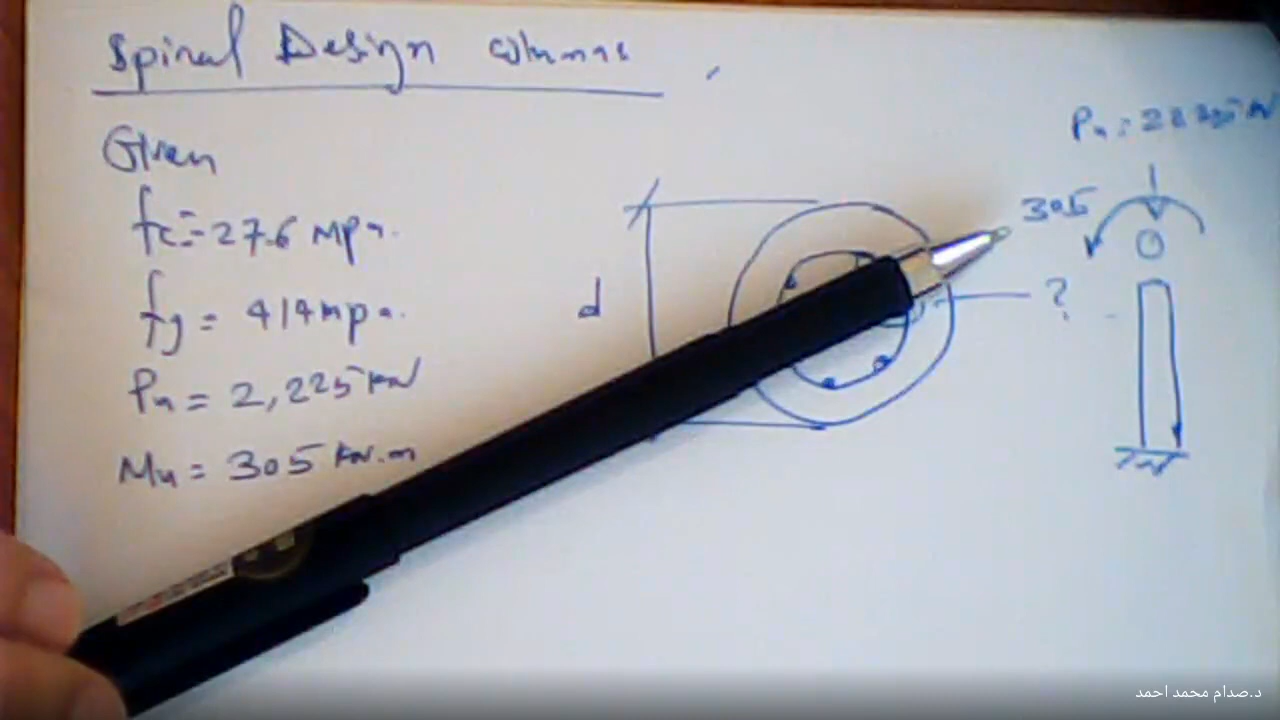 Spiral Design columns
Given
fc = 27.6 Mpa.
fy = 414 mpa.
Pu = 2,225 kN
Mu = 305 kN.m
d
?
305
Pu =
د.صدام محمد احمد